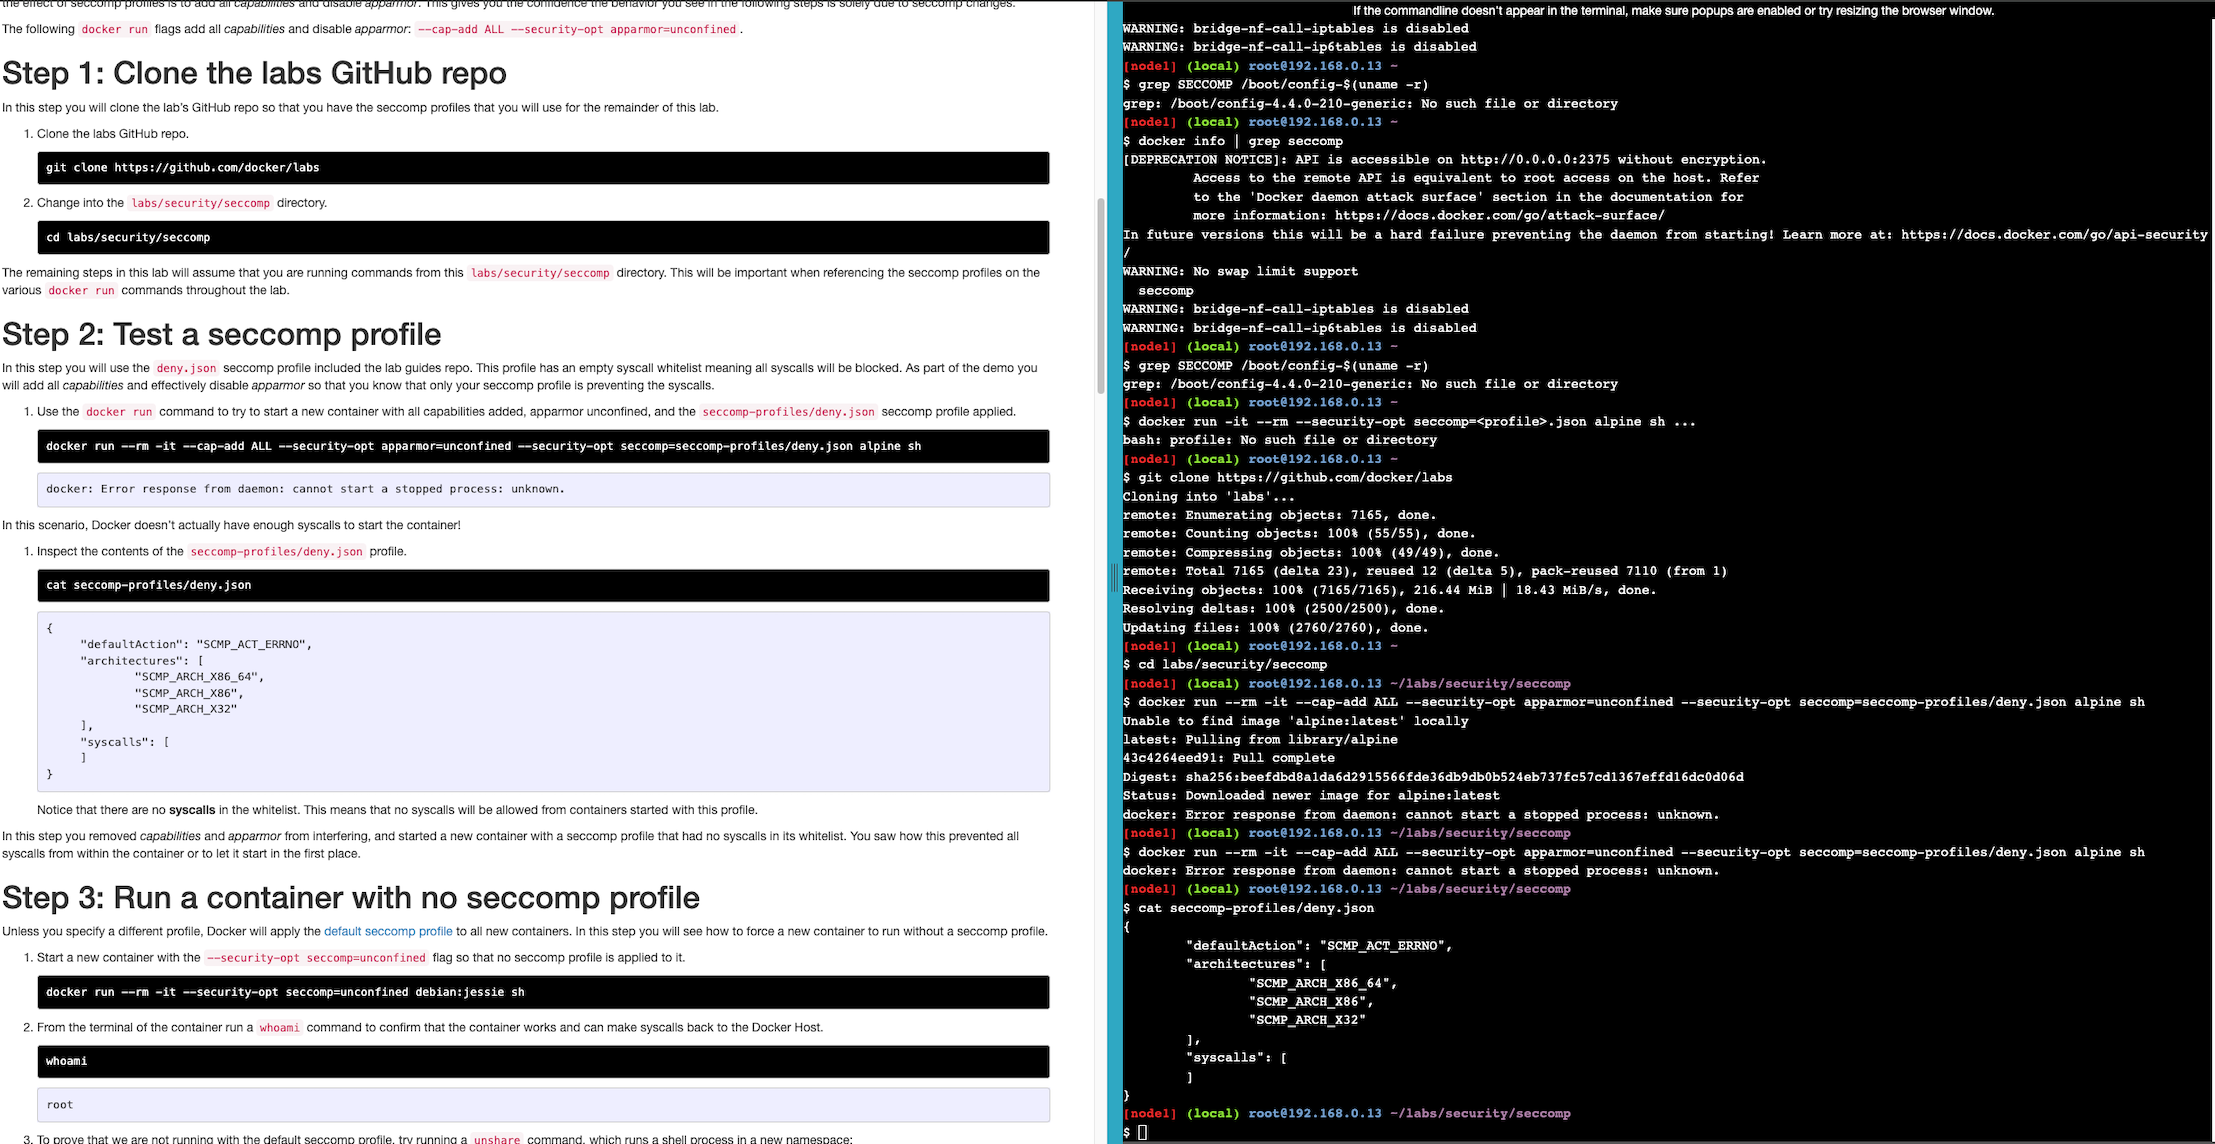 the effect of seccomp profiles is to add all capabilities and disable apparmor. This gives you the confidence the behavior you see in the following steps is solely due to seccomp changes.
The following docker run flags add all capabilities and disable apparmor: --cap-add ALL --security-opt apparmor=unconfined .
Step 1: Clone the labs GitHub repo
In this step you will clone the lab's GitHub repo so that you have the seccomp profiles that you will use for the remainder of this lab.
1. Clone the labs GitHub repo.
git clone https://github.com/docker/labs
2. Change into the labs/security/seccomp directory.
cd labs/security/seccomp
The remaining steps in this lab will assume that you are running commands from this labs/security/seccomp directory. This will be important when referencing the seccomp profiles on the
various docker run commands throughout the lab.
Step 2: Test a seccomp profile
In this step you will use the deny.json seccomp profile included the lab guides repo. This profile has an empty syscall whitelist meaning all syscalls will be blocked. As part of the demo you
will add all capabilities and effectively disable apparmor so that you know that only your seccomp profile is preventing the syscalls.
1. Use the docker run command to try to start a new container with all capabilities added, apparmor unconfined, and the seccomp-profiles/deny.json seccomp profile applied.
docker run --rm -it --cap-add ALL --security-opt apparmor=unconfined --security-opt seccomp=seccomp-profiles/deny.json alpine sh
docker: Error response from daemon: cannot start a stopped process: unknown.
In this scenario, Docker doesn't actually have enough syscalls to start the container!
1. Inspect the contents of the seccomp-profiles/deny.json profile.
cat seccomp-profiles/deny.json
{
"defaultAction": "SCMP_ACT_ERRNO",
"architectures": [
"SCMP_ARCH_X86_64",
"SCMP_ARCH_X86",
"SCMP_ARCH_X32"
],
"syscalls": [
]
}
Notice that there are no syscalls in the whitelist. This means that no syscalls will be allowed from containers started with this profile.
In this step you removed capabilities and apparmor from interfering, and started a new container with a seccomp profile that had no syscalls in its whitelist. You saw how this prevented all
syscalls from within the container or to let it start in the first place.
Step 3: Run a container with no seccomp profile
Unless you specify a different profile, Docker will apply the default seccomp profile to all new containers. In this step you will see how to force a new container to run without a seccomp profile.
1. Start a new container with the --security-opt seccomp=unconfined flag so that no seccomp profile is applied to it.
docker run --rm -it --security-opt seccomp=unconfined debian:jessie sh
2. From the terminal of the container run a whoami command to confirm that the container works and can make syscalls back to the Docker Host.
whoami
root
3. To prove that we are not running with the default seccomp profile, try running a unshare command, which runs a shell process in a new namespace:
If the commandline doesn't appear in the terminal, make sure popups are enabled or try resizing the browser window.
WARNING: bridge-nf-call-iptables is disabled
WARNING: bridge-nf-call-ip6tables is disabled
[node1] (local) root@192.168.0.13 ~
$ grep SECCOMP /boot/config-$(uname -r)
grep: /boot/config-4.4.0-210-generic: No such file or directory
[node1] (local) root@192.168.0.13 ~
$ docker info | grep seccomp
[DEPRECATION NOTICE]: API is accessible on http://0.0.0.0:2375 without encryption.
Access to the remote API is equivalent to root access on the host. Refer
to the 'Docker daemon attack surface' section in the documentation for
more information: https://docs.docker.com/go/attack-surface/
In future versions this will be a hard failure preventing the daemon from starting! Learn more at: https://docs.docker.com/go/api-security
/
WARNING: No swap limit support
seccomp
WARNING: bridge-nf-call-iptables is disabled
WARNING: bridge-nf-call-ip6tables is disabled
[node1] (local) root@192.168.0.13 ~
$ grep SECCOMP /boot/config-$(uname -r)
grep: /boot/config-4.4.0-210-generic: No such file or directory
[node1] (local) root@192.168.0.13 ~
$ docker run -it --rm --security-opt seccomp=<profile>.json alpine sh ...
bash: profile: No such file or directory
[node1] (local) root@192.168.0.13 ~
$ git clone https://github.com/docker/labs
Cloning into 'labs'...
remote: Enumerating objects: 7165, done.
remote: Counting objects: 100% (55/55), done.
remote: Compressing objects: 100% (49/49), done.
remote: Total 7165 (delta 23), reused 12 (delta 5), pack-reused 7110 (from 1)
Receiving objects: 100% (7165/7165), 216.44 MiB | 18.43 MiB/s, done.
Resolving deltas: 100% (2500/2500), done.
Updating files: 100% (2760/2760), done.
[node1] (local) root@192.168.0.13 ~
$ cd labs/security/seccomp
[node1] (local) root@192.168.0.13 ~/labs/security/seccomp
$ docker run --rm -it --cap-add ALL --security-opt apparmor=unconfined --security-opt seccomp=seccomp-profiles/deny.json alpine sh
Unable to find image 'alpine:latest' locally
latest: Pulling from library/alpine
43c4264eed91: Pull complete
Digest: sha256:beefdbd8a1da6d2915566fde36db9db0b524eb737fc57cd1367effd16dc0d06d
Status: Downloaded newer image for alpine:latest
docker: Error response from daemon: cannot start a stopped process: unknown.
[node1] (local) root@192.168.0.13 ~/labs/security/seccomp
$ docker run --rm -it --cap-add ALL --security-opt apparmor=unconfined --security-opt seccomp=seccomp-profiles/deny.json alpine sh
docker: Error response from daemon: cannot start a stopped process: unknown.
[node1] (local) root@192.168.0.13 ~/labs/security/seccomp
$ cat seccomp-profiles/deny.json
{
"defaultAction": "SCMP_ACT_ERRNO",
"architectures": [
"SCMP_ARCH_X86_64",
"SCMP_ARCH_X86",
"SCMP_ARCH_X32"
],
"syscalls": [
]
}
[node1] (local) root@192.168.0.13 ~/labs/security/seccomp
$